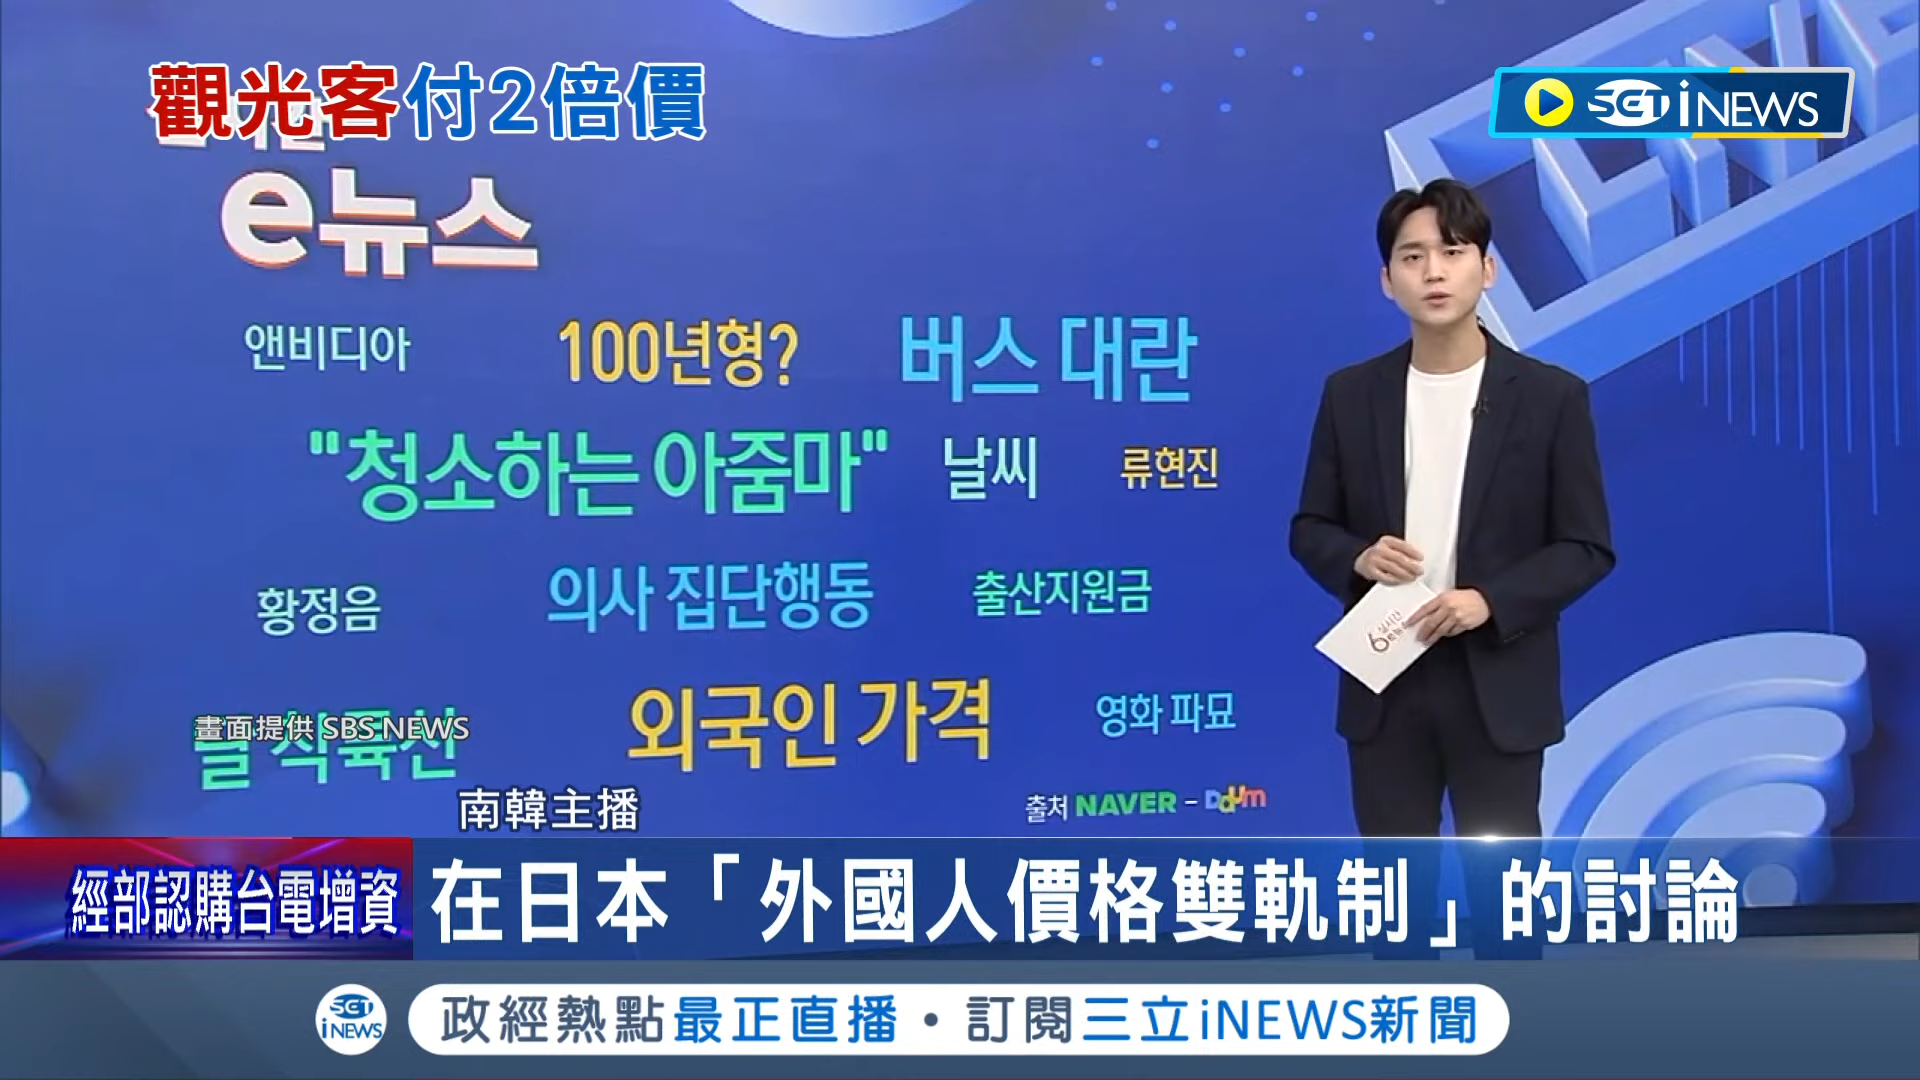 觀光客付2倍價
SET iNEWS
LIVE
e뉴스
앤비디아 100년형? 버스 대란
"청소하는 아줌마" 날씨 류현진
황정음 의사 집단행동 출산지원금
외국인 가격 영화 파묘
畫面提供 SBS NEWS
南韓主播
출처 NAVER - Daum
經部認購台電增資
在日本「外國人價格雙軌制」的討論
SET iNEWS
政經熱點最正直播・訂閱三立iNEWS新聞